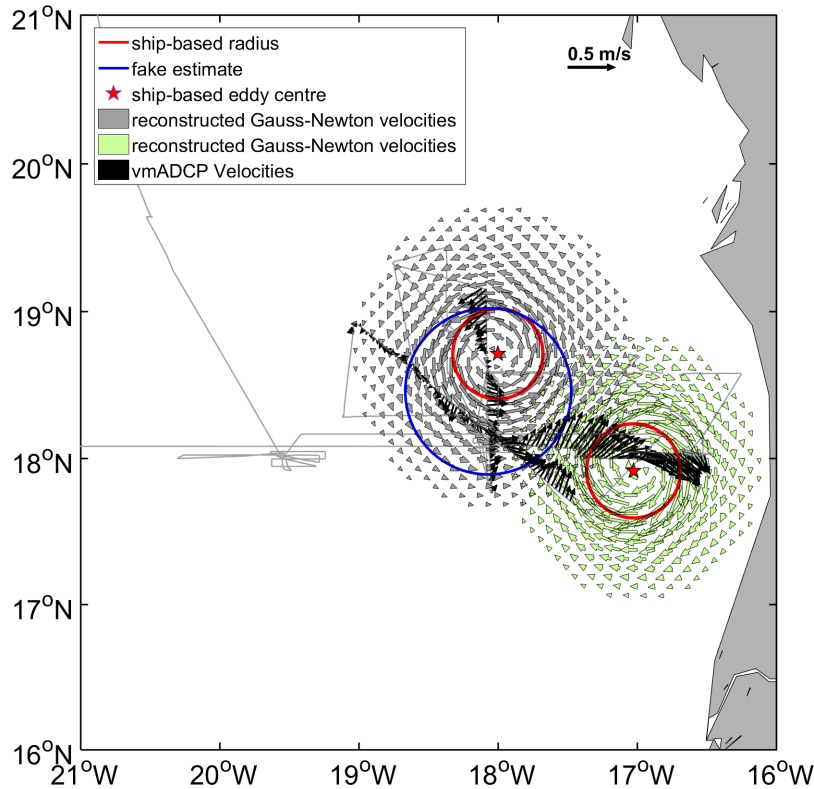 21°N
0.5 m/s
ship-based radius
fake estimate
ship-based eddy centre
reconstructed Gauss-Newton velocities
reconstructed Gauss-Newton velocities
vmADCP Velocities
20°N
19°N
18°N
17°N
16°N
21°W 20°W 19°W 18°W 17°W 16°W